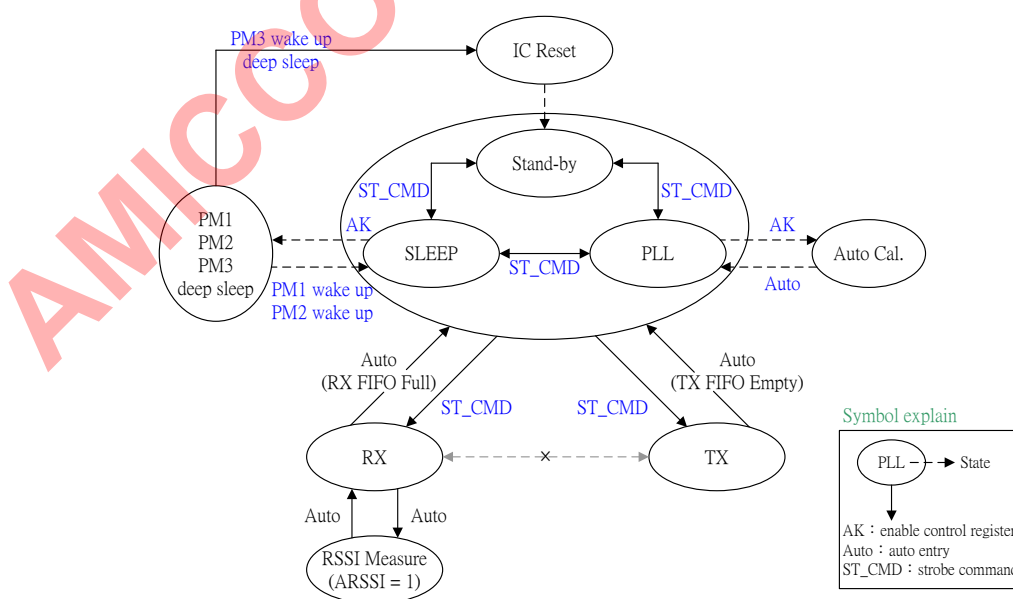 PM3 wake up
deep sleep
IC Reset
Stand-by
ST_CMD
ST_CMD
PM1
PM2
PM3
deep sleep
AK
SLEEP
ST_CMD
PLL
AK
Auto Cal.
Auto
PM1 wake up
PM2 wake up
Auto
(RX FIFO Full)
Auto
(TX FIFO Empty)
ST_CMD
ST_CMD
RX
x
TX
Auto
Auto
RSSI Measure
(ARSSI = 1)
Symbol explain
PLL
State
AK : enable control register
Auto : auto entry
ST_CMD : strobe command
AMICCO